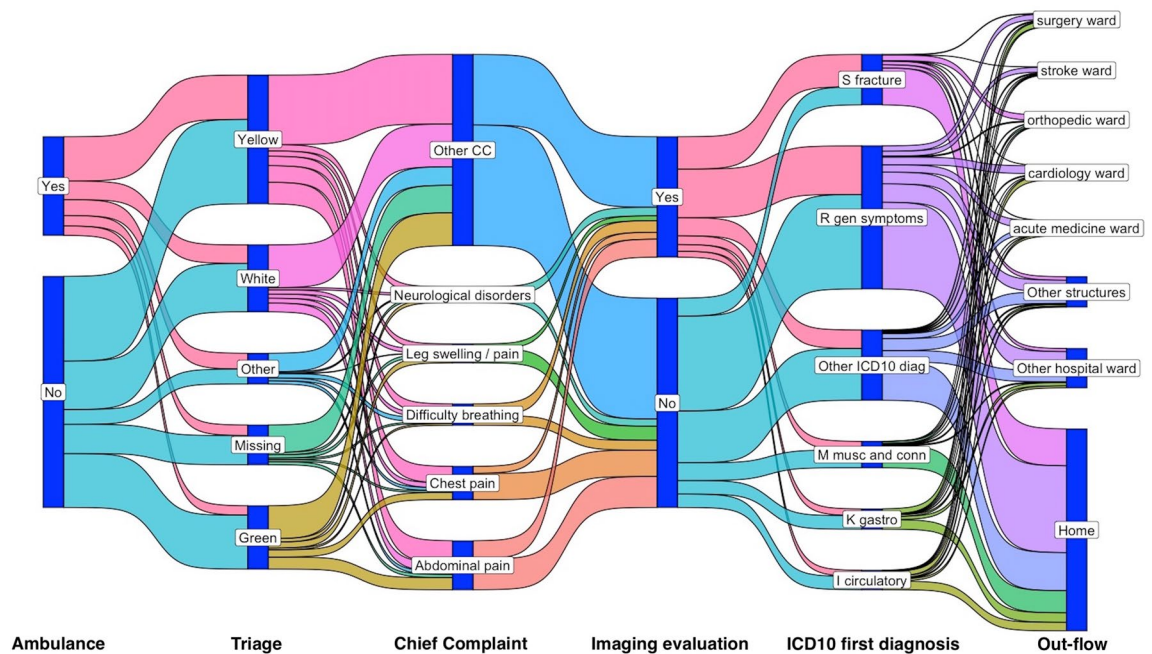 Yes
No
Yellow
White
Other
Missing
Green
Other CC
Neurological disorders
Leg swelling / pain
Difficulty breathing
Chest pain
Abdominal pain
Yes
No
S fracture
R gen symptoms
Other ICD10 diag
M musc and conn
K gastro
I circulatory
surgery ward
stroke ward
orthopedic ward
cardiology ward
acute medicine ward
Other structures
Other hospital ward
Home
Ambulance
Triage
Chief Complaint
Imaging evaluation
ICD10 first diagnosis
Out-flow